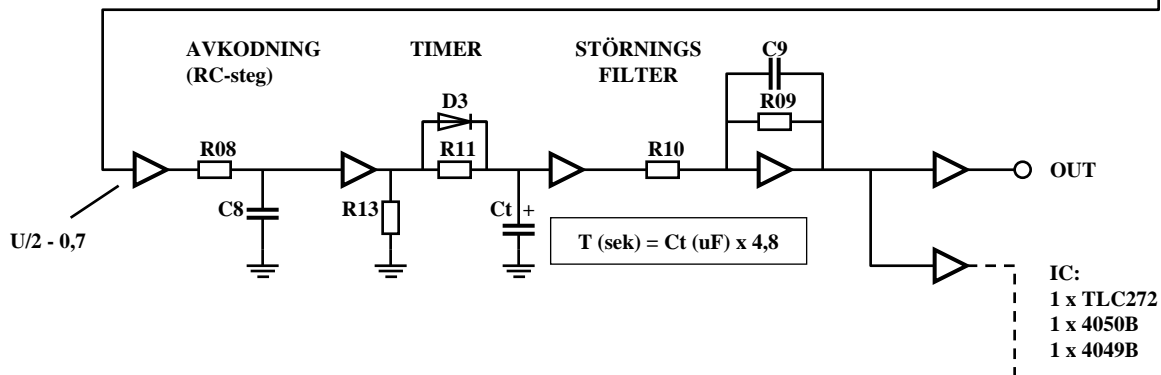 AVKODNING
(RC-steg)
TIMER
STÖRNINGS
FILTER
C9
R09
D3
R08
R11
R10
OUT
C8
R13
Ct +
U/2 - 0,7
T (sek) = Ct (uF) x 4,8
IC:
1 x TLC272
1 x 4050B
1 x 4049B